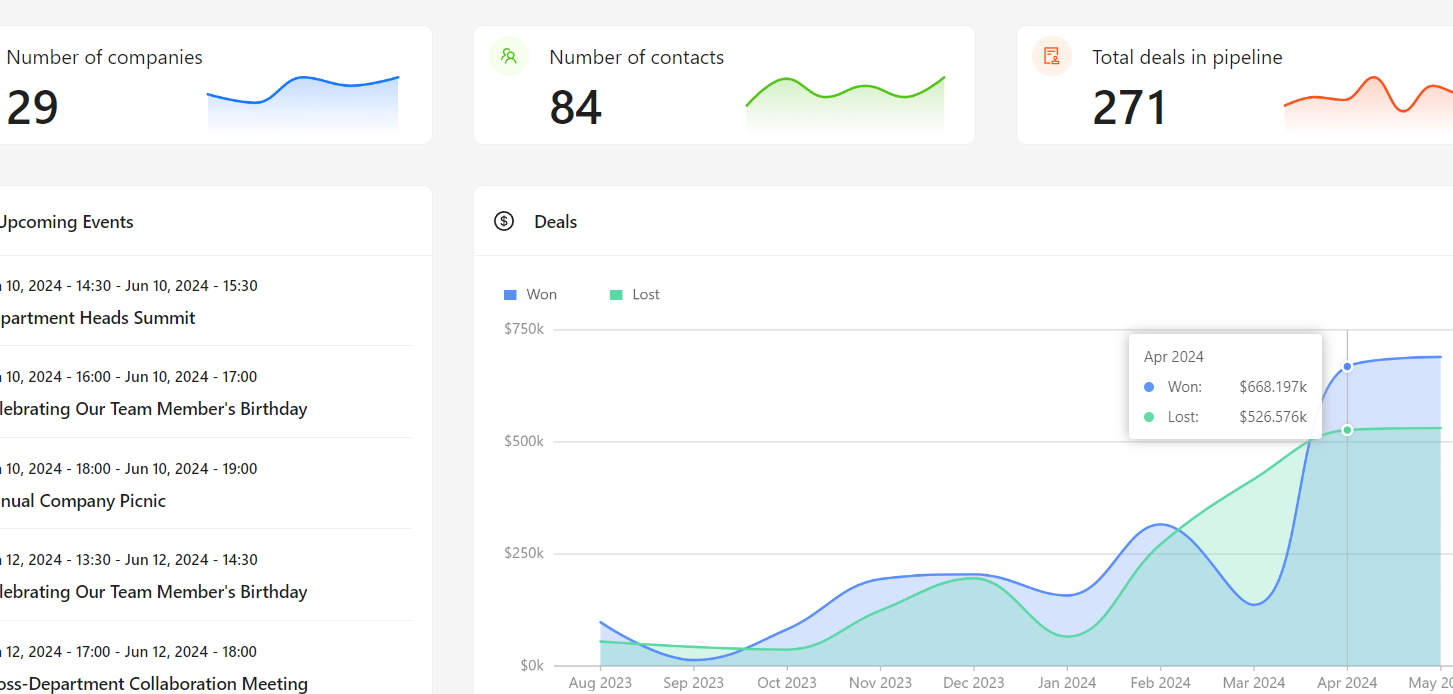 Number of companies
29
Number of contacts
84
Total deals in pipeline
271
Upcoming Events
10, 2024 - 14:30 - Jun 10, 2024 - 15:30
partment Heads Summit
10, 2024 - 16:00 - Jun 10, 2024 - 17:00
lebrating Our Team Member's Birthday
10, 2024 - 18:00 - Jun 10, 2024 - 19:00
nual Company Picnic
12, 2024 - 13:30 - Jun 12, 2024 - 14:30
lebrating Our Team Member's Birthday
12, 2024 - 17:00 - Jun 12, 2024 - 18:00
oss-Department Collaboration Meeting
$ Deals
Won Lost
$750k
$500k
$250k
$0k
Apr 2024
Won: $668.197k
Lost: $526.576k
Aug 2023 Sep 2023 Oct 2023 Nov 2023 Dec 2023 Jan 2024 Feb 2024 Mar 2024 Apr 2024 May 20